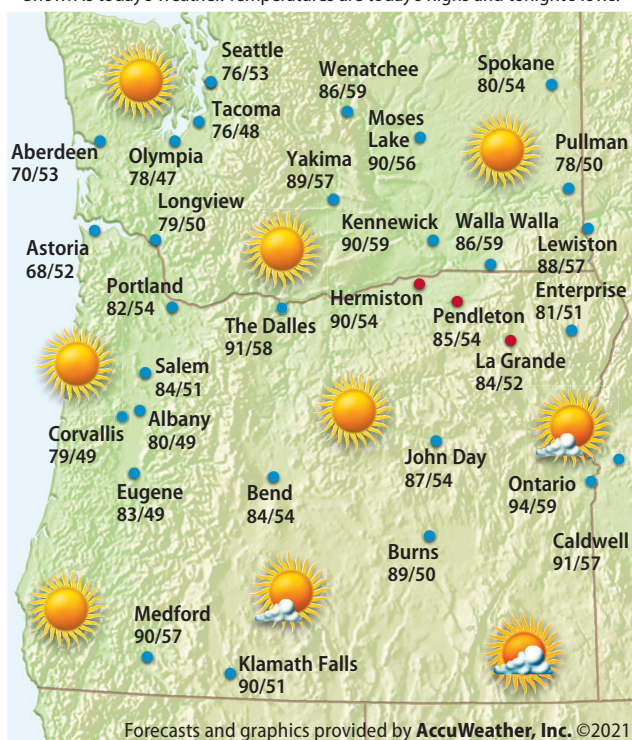 Shown is today's weather. Temperatures are today's highs and tonight's lows.
Seattle
76/53
Wenatchee
86/59
Spokane
80/54
Tacoma
76/48
Moses
Lake
90/56
Pullman
78/50
Aberdeen
70/53
Olympia
78/47
Yakima
89/57
Longview
79/50
Kennewick
90/59
Walla Walla
86/59
Lewiston
88/57
Astoria
68/52
Portland
82/54
The Dalles
91/58
Hermiston
90/54
Pendleton
85/54
Enterprise
81/51
La Grande
84/52
Salem
84/51
Albany
80/49
Corvallis
79/49
John Day
87/54
Ontario
94/59
Eugene
83/49
Bend
84/54
Burns
89/50
Caldwell
91/57
Medford
90/57
Klamath Falls
90/51
Forecasts and graphics provided by AccuWeather, Inc. ©2021